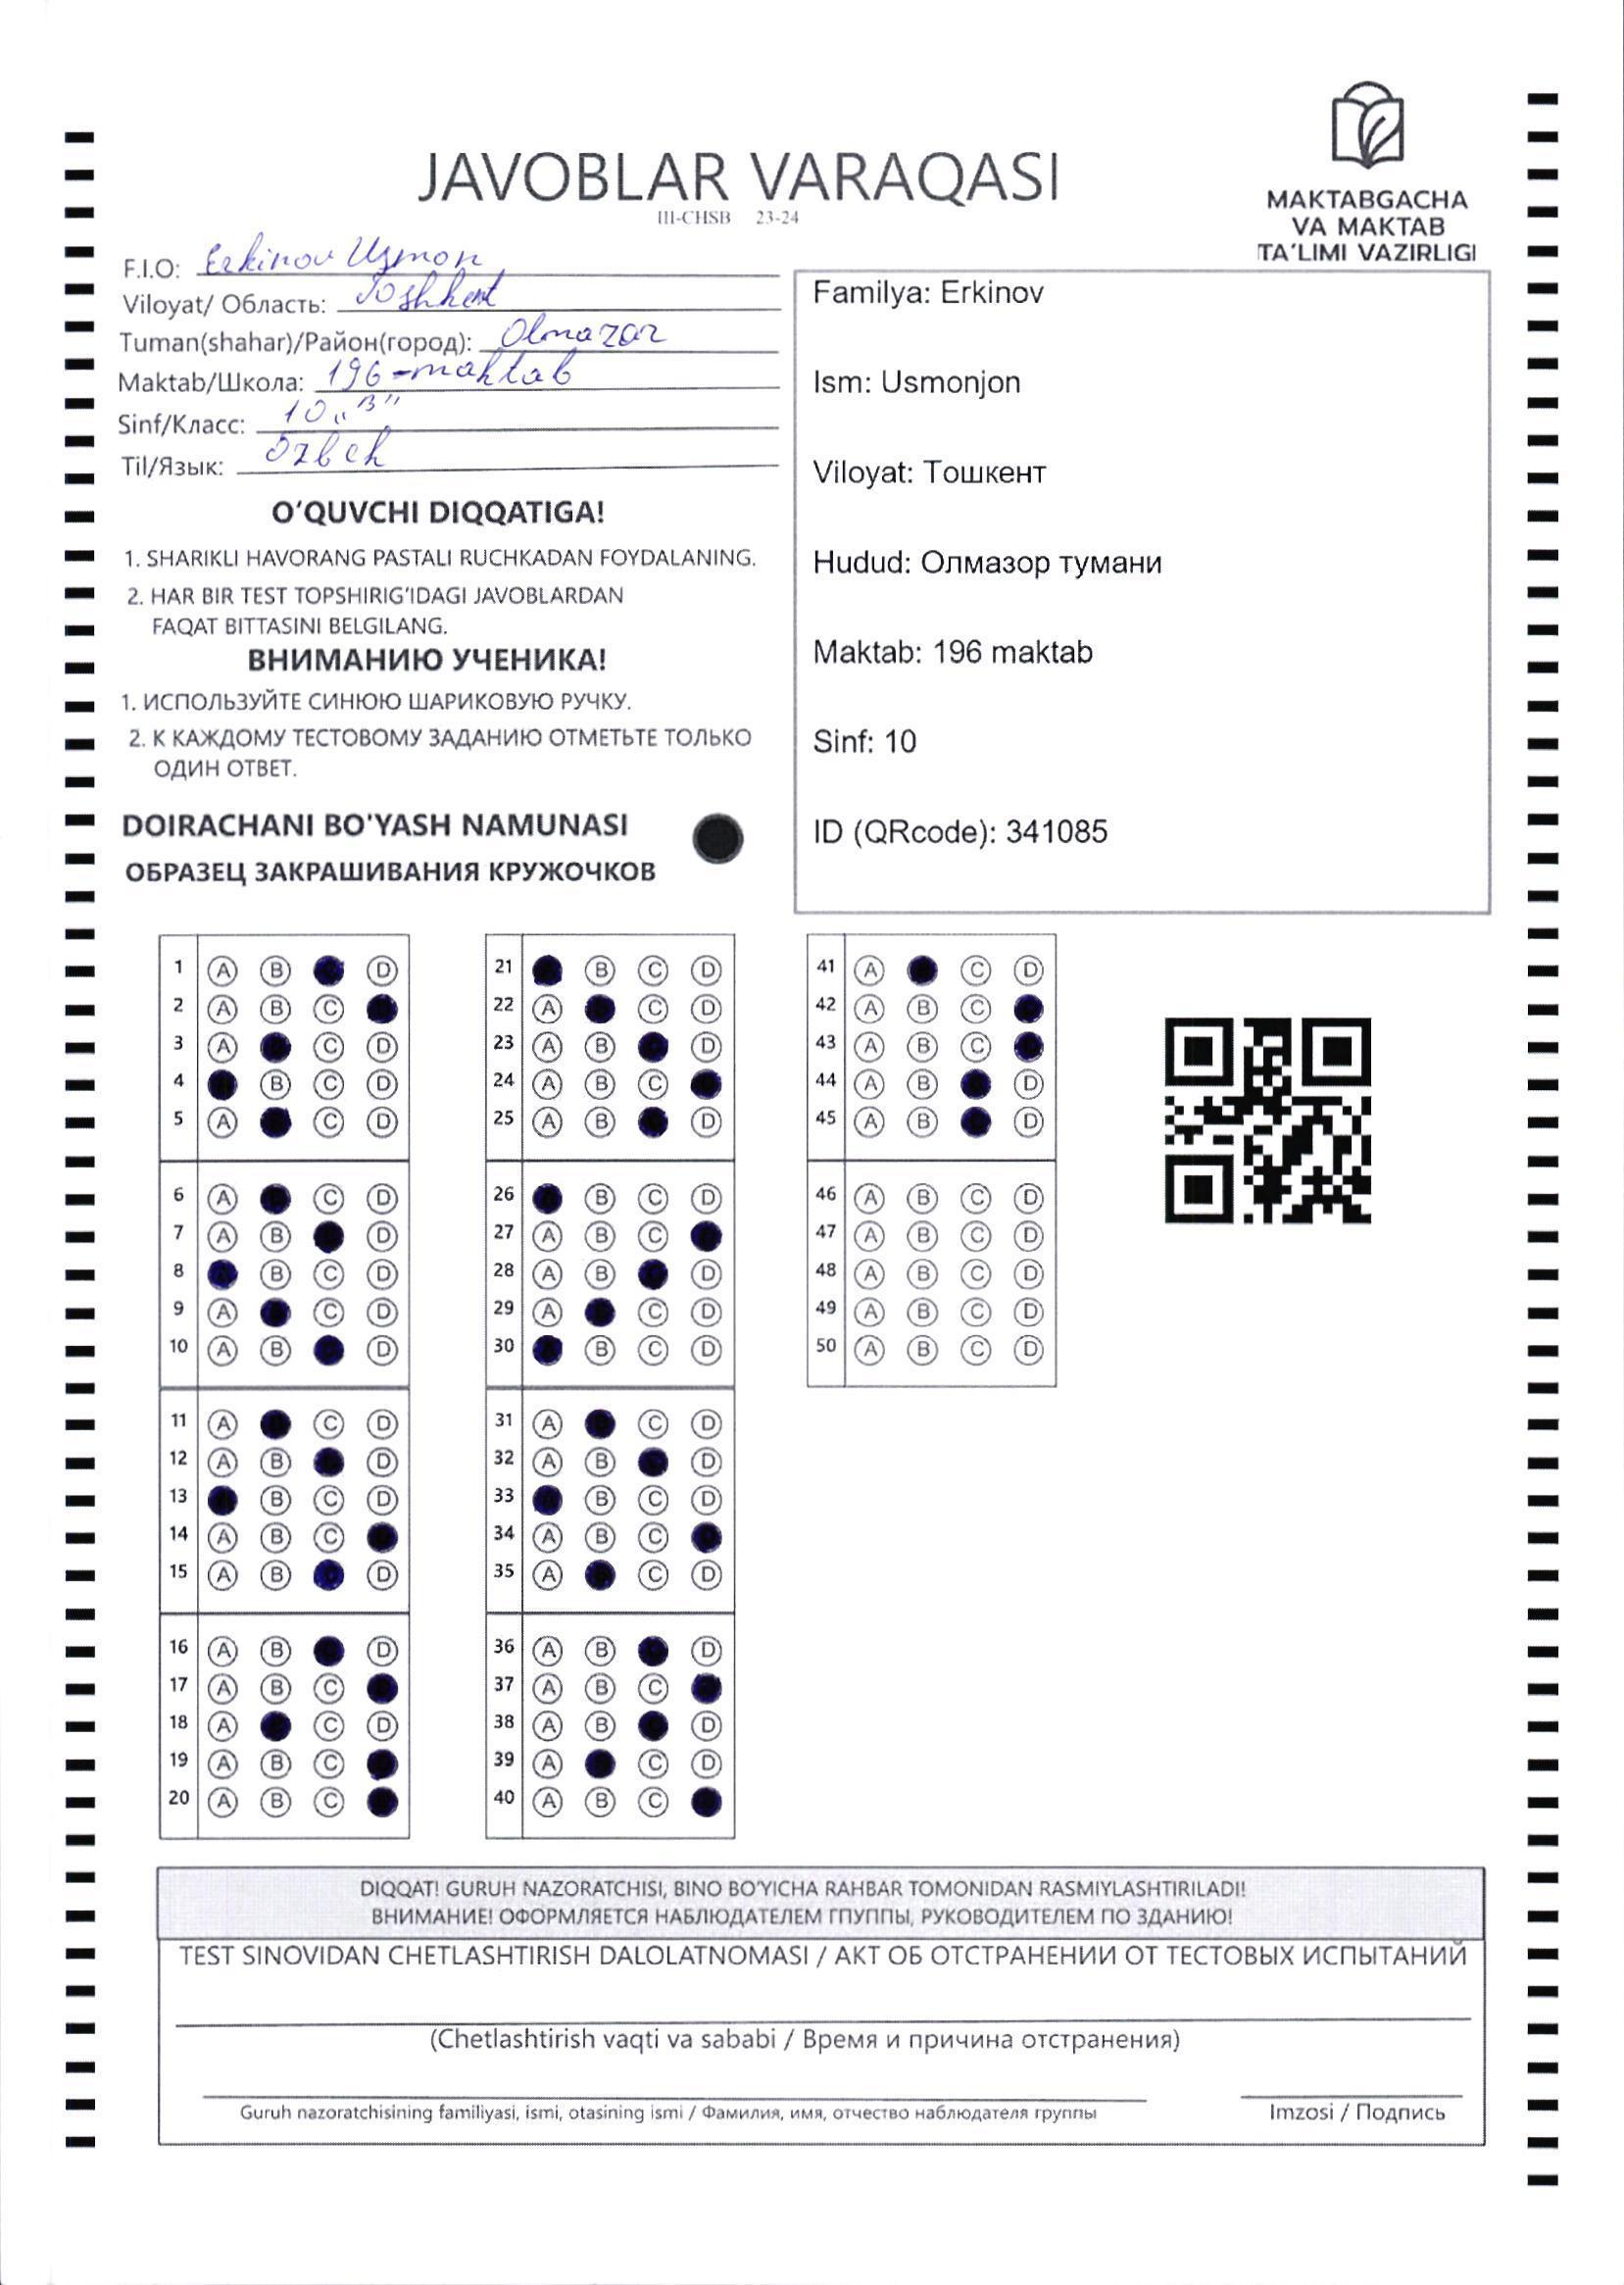 JAVOBLAR VARAQASI
III-CHSB 23-24
MAKTABGACHA
VA MAKTAB
TA'LIMI VAZIRLIGI
F.I.O: Erkinov Usmon
Viloyat/ Область: Toshkent
Tuman(shahar)/Район(город): Olmazor
Maktab/Школа: 196-maktab
Sinf/Класс: 10 „B"
Til/Язык: Ozbek
Familya: Erkinov
Ism: Usmonjon
Viloyat: Тошкент
Hudud: Олмазор тумани
Maktab: 196 maktab
Sinf: 10
ID (QRcode): 341085
O'QUVCHI DIQQATIGA!
1. SHARIKLI HAVORANG PASTALI RUCHKADAN FOYDALANING.
2. HAR BIR TEST TOPSHIRIG'IDAGI JAVOBLARDAN
FAQAT BITTASINI BELGILANG.
ВНИМАНИЮ УЧЕНИКА!
1. ИСПОЛЬЗУЙТЕ СИНЮЮ ШАРИКОВУЮ РУЧКУ.
2. К КАЖДОМУ ТЕСТОВОМУ ЗАДАНИЮ ОТМЕТЬТЕ ТОЛЬКО
ОДИН ОТВЕТ.
DOIRACHANI BO'YASH NAMUNASI
ОБРАЗЕЦ ЗАКРАШИВАНИЯ КРУЖОЧКОВ
1 A B D
2 A B C
3 A C D
4 B C D
5 A C D
6 A C D
7 A B D
8 B C D
9 A C D
10 A B D
11 A C D
12 A B D
13 B C D
14 A B C
15 A B D
16 A B D
17 A B C
18 A C D
19 A B C
20 A B C
21 B C D
22 A C D
23 A B D
24 A B C
25 A B D
26 B C D
27 A B C
28 A B D
29 A C D
30 B C D
31 A C D
32 A B D
33 B C D
34 A B C
35 A C D
36 A B D
37 A B C
38 A B D
39 A C D
40 A B C
41 A C D
42 A B C
43 A B C
44 A B D
45 A B D
46 A B C D
47 A B C D
48 A B C D
49 A B C D
50 A B C D
DIQQAT! GURUH NAZORATCHISI, BINO BO'YICHA RAHBAR TOMONIDAN RASMIYLASHTIRILADI!
ВНИМАНИЕ! ОФОРМЛЯЕТСЯ НАБЛЮДАТЕЛЕМ ГПУППЫ, РУКОВОДИТЕЛЕМ ПО ЗДАНИЮ!
TEST SINOVIDAN CHETLASHTIRISH DALOLATNOMASI / АКТ ОБ ОТСТРАНЕНИИ ОТ ТЕСТОВЫХ ИСПЫТАНИЙ
(Chetlashtirish vaqti va sababi / Время и причина отстранения)
Guruh nazoratchisining familiyasi, ismi, otasining ismi / Фамилия, имя, отчество наблюдателя группы
Imzosi / Подпись